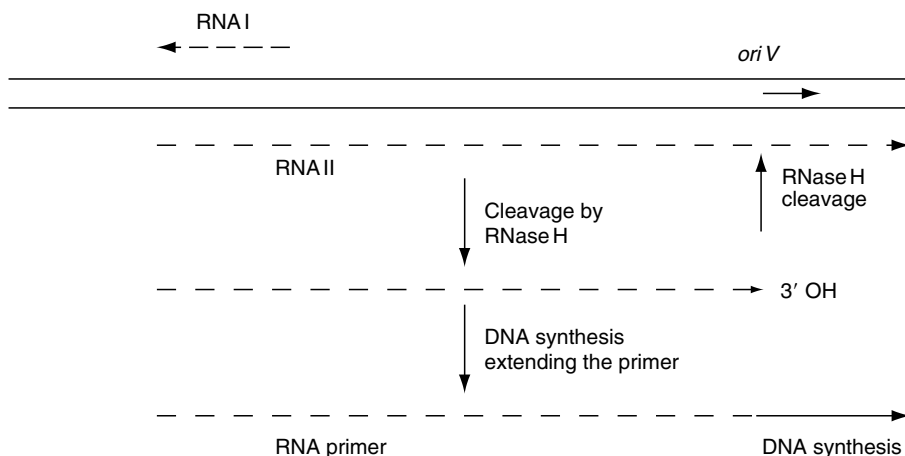 RNA I
ori V
RNA II
RNase H
cleavage
Cleavage by
RNase H
3′ OH
DNA synthesis
extending the primer
RNA primer
DNA synthesis